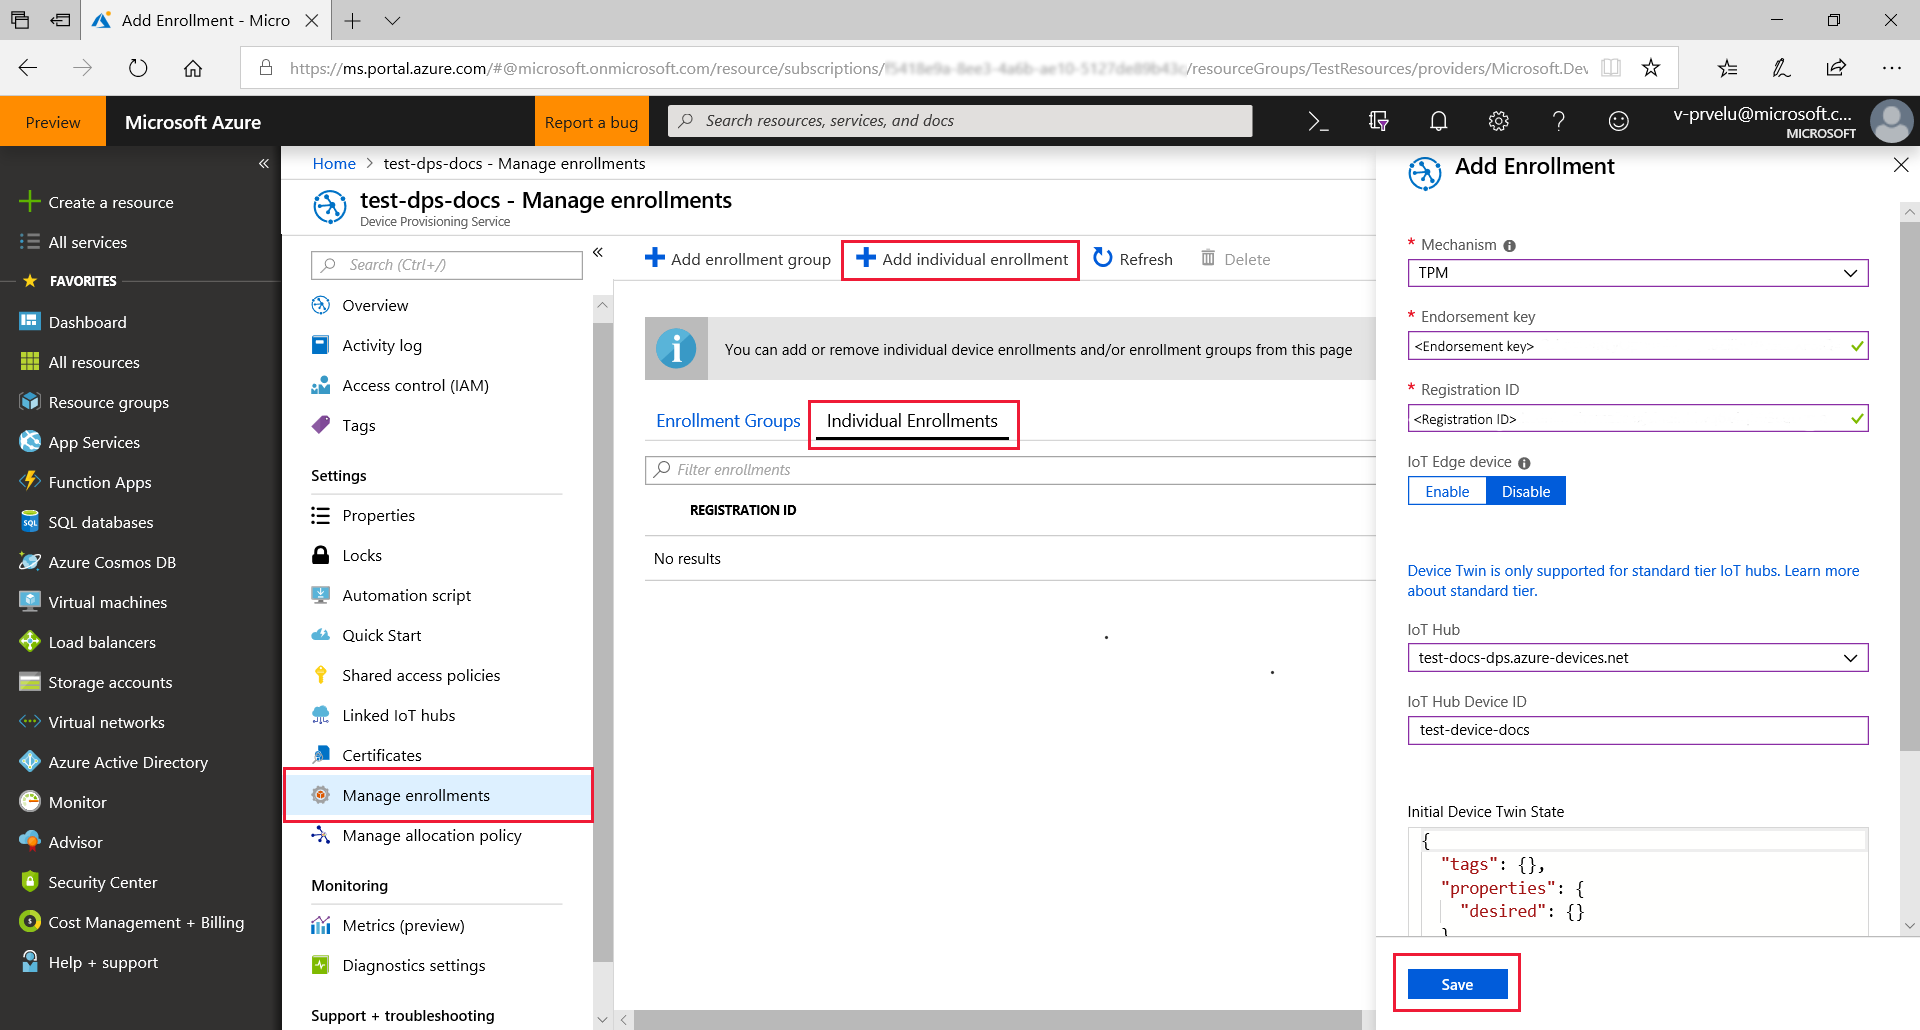 Add Enrollment - Micro
https://ms.portal.azure.com/#@microsoft.onmicrosoft.com/resource/subscriptions/ /resourceGroups/TestResources/providers/Microsoft.Dev
Preview
Microsoft Azure
Report a bug
Search resources, services, and docs
v-prvelu@microsoft.c...
MICROSOFT
Create a resource
All services
FAVORITES
Dashboard
All resources
Resource groups
App Services
Function Apps
SQL databases
Azure Cosmos DB
Virtual machines
Load balancers
Storage accounts
Virtual networks
Azure Active Directory
Monitor
Advisor
Security Center
Cost Management + Billing
Help + support
Home > test-dps-docs - Manage enrollments
test-dps-docs - Manage enrollments
Device Provisioning Service
Search (Ctrl+/)
Overview
Activity log
Access control (IAM)
Tags
Settings
Properties
Locks
Automation script
Quick Start
Shared access policies
Linked IoT hubs
Certificates
Manage enrollments
Manage allocation policy
Monitoring
Metrics (preview)
Diagnostics settings
Support + troubleshooting
Add enrollment group
Add individual enrollment
Refresh
Delete
You can add or remove individual device enrollments and/or enrollment groups from this page
Enrollment Groups
Individual Enrollments
Filter enrollments
REGISTRATION ID
No results
Add Enrollment
* Mechanism
TPM
* Endorsement key
<Endorsement key>
* Registration ID
<Registration ID>
IoT Edge device
Enable Disable
Device Twin is only supported for standard tier IoT hubs. Learn more
about standard tier.
IoT Hub
test-docs-dps.azure-devices.net
IoT Hub Device ID
test-device-docs
Initial Device Twin State
{
"tags": {},
"properties": {
"desired": {}
}
Save